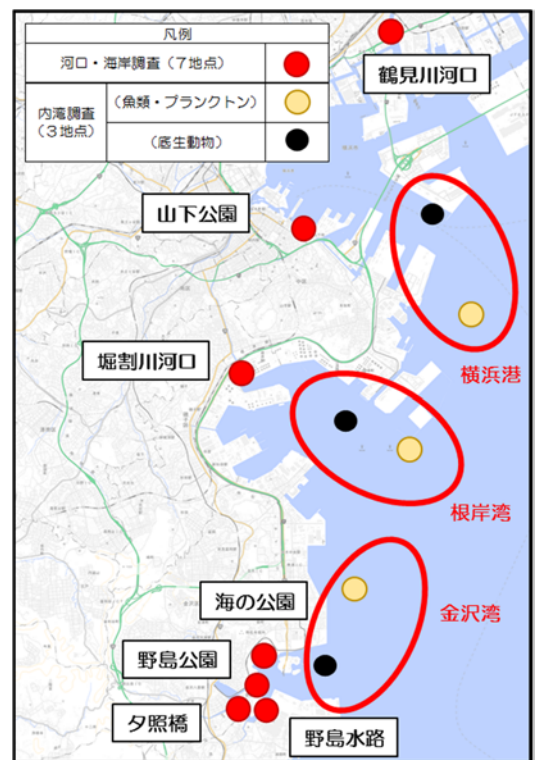 凡例
河口・海岸調査(7地点)
内湾調査
(3地点)
(魚類・プランクトン)
(底生動物)
鶴見川河口
山下公園
横浜港
堀割川河口
根岸湾
海の公園
金沢湾
野島公園
夕照橋
野島水路